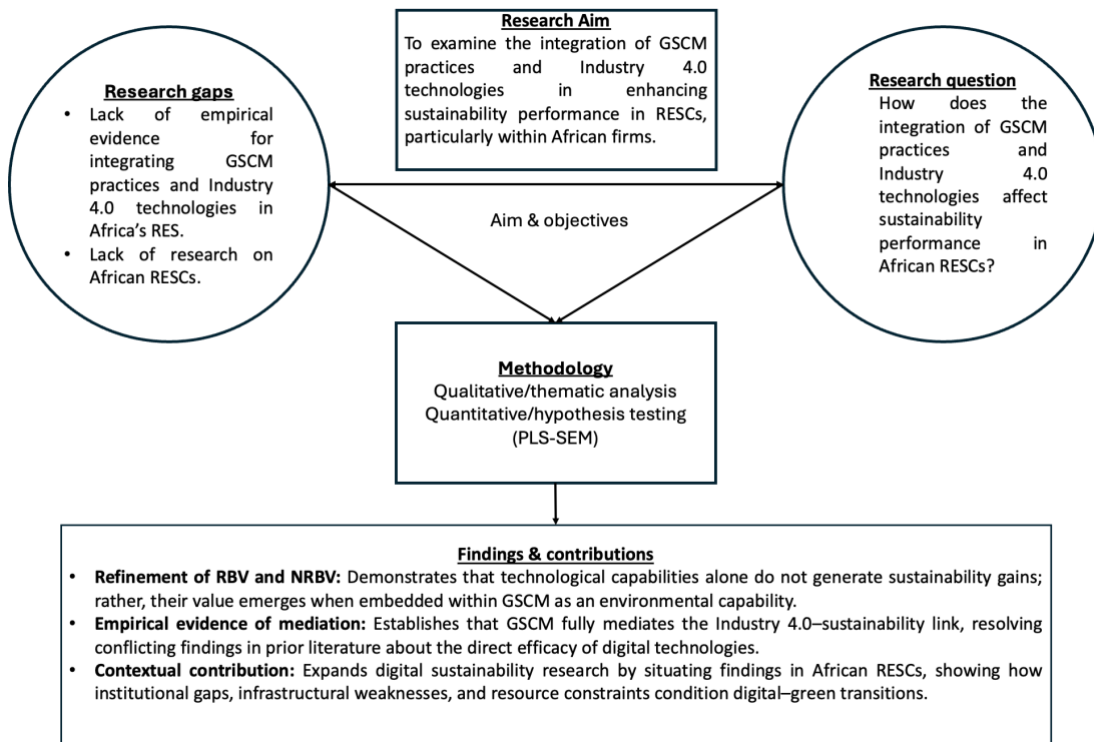 Research Aim
To examine the integration of GSCM
practices and Industry 4.0
technologies in enhancing
sustainability performance in RESCs,
particularly within African firms.
Research gaps
• Lack of empirical
evidence for
integrating GSCM
practices and Industry
4.0 technologies in
Africa's RES.
• Lack of research on
African RESCs.
Research question
How does the
integration of GSCM
practices and
Industry 4.0
technologies affect
sustainability
performance in
African RESCs?
Aim & objectives
Methodology
Qualitative/thematic analysis
Quantitative/hypothesis testing
(PLS-SEM)
Findings & contributions
• Refinement of RBV and NRBV: Demonstrates that technological capabilities alone do not generate sustainability gains;
rather, their value emerges when embedded within GSCM as an environmental capability.
• Empirical evidence of mediation: Establishes that GSCM fully mediates the Industry 4.0–sustainability link, resolving
conflicting findings in prior literature about the direct efficacy of digital technologies.
• Contextual contribution: Expands digital sustainability research by situating findings in African RESCs, showing how
institutional gaps, infrastructural weaknesses, and resource constraints condition digital–green transitions.